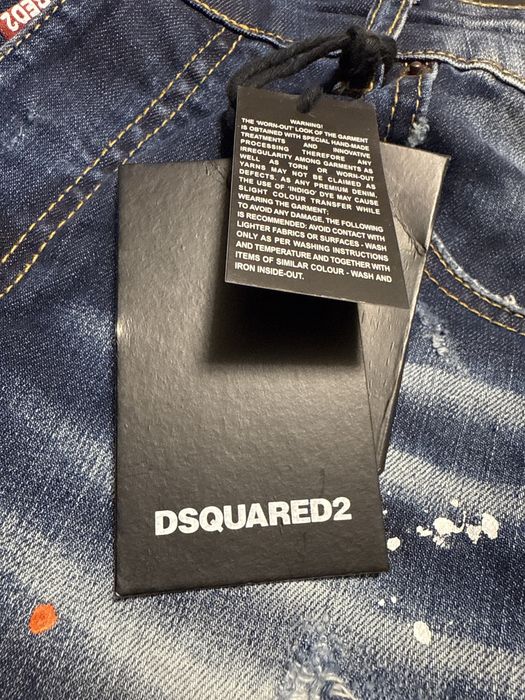 RED2
WARNING!
THE 'WORN-OUT' LOOK OF THE GARMENT
IS OBTAINED WITH SPECIAL HAND-MADE
TREATMENTS AND INNOVATIVE
PROCESSING THEREFORE ANY
IRREGULARITY AMONG GARMENTS AS
WELL AS TORN OR WORN-OUT
YARNS MAY NOT BE CLAIMED AS
DEFECTS. AS ANY PREMIUM DENIM,
THE USE OF 'INDIGO' DYE MAY CAUSE
SLIGHT COLOUR TRANSFER WHILE
WEARING THE GARMENT;
TO AVOID ANY DAMAGE, THE FOLLOWING
IS RECOMMENDED: AVOID CONTACT WITH
LIGHTER FABRICS OR SURFACES - WASH
ONLY AS PER WASHING INSTRUCTIONS
AND TEMPERATURE AND TOGETHER WITH
ITEMS OF SIMILAR COLOUR - WASH AND
IRON INSIDE-OUT.
DSQUARED2